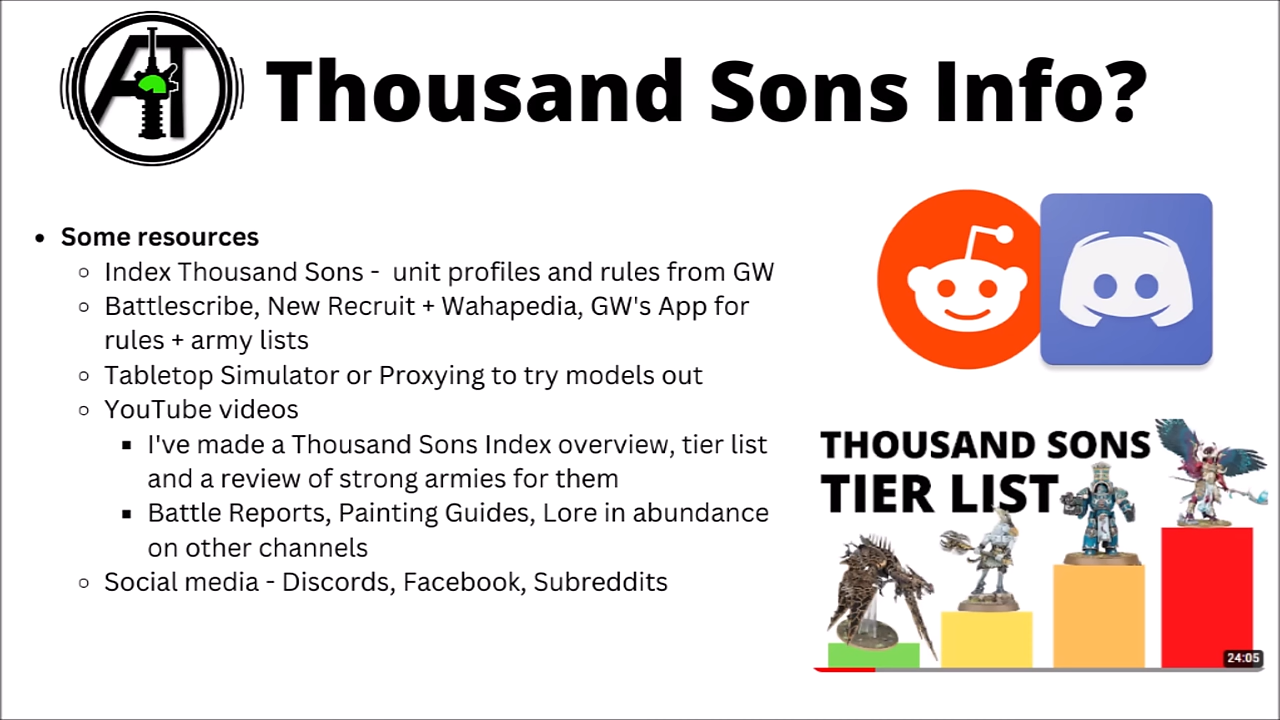 AT
Thousand Sons Info?
• Some resources
◦ Index Thousand Sons - unit profiles and rules from GW
◦ Battlescribe, New Recruit + Wahapedia, GW's App for
rules + army lists
◦ Tabletop Simulator or Proxying to try models out
◦ YouTube videos
▪ I've made a Thousand Sons Index overview, tier list
and a review of strong armies for them
▪ Battle Reports, Painting Guides, Lore in abundance
on other channels
◦ Social media - Discords, Facebook, Subreddits
THOUSAND SONS
TIER LIST
24:05